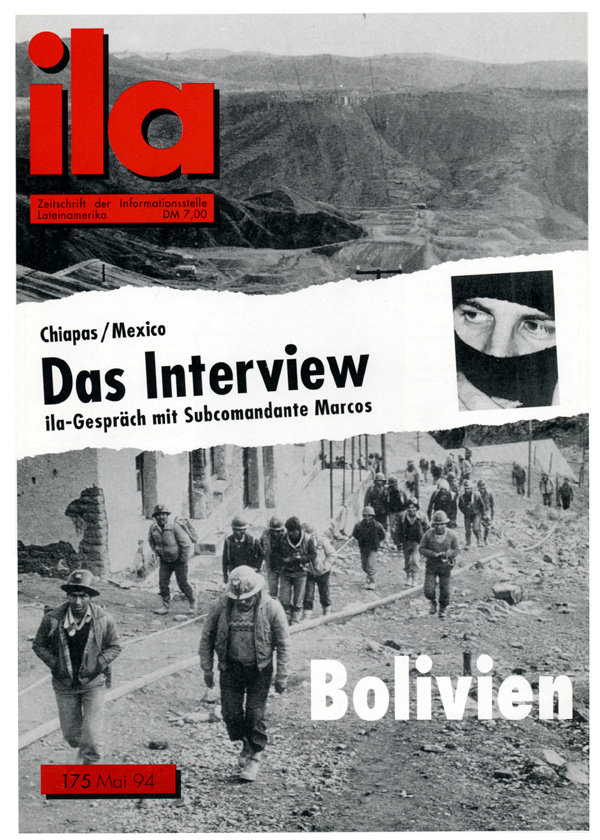 ila
Zeitschrift der Informationsstelle
Lateinamerika DM 7,00
Chiapas/Mexico
Das Interview
ila-Gespräch mit Subcomandante Marcos
Bolivien
175 Mai 94